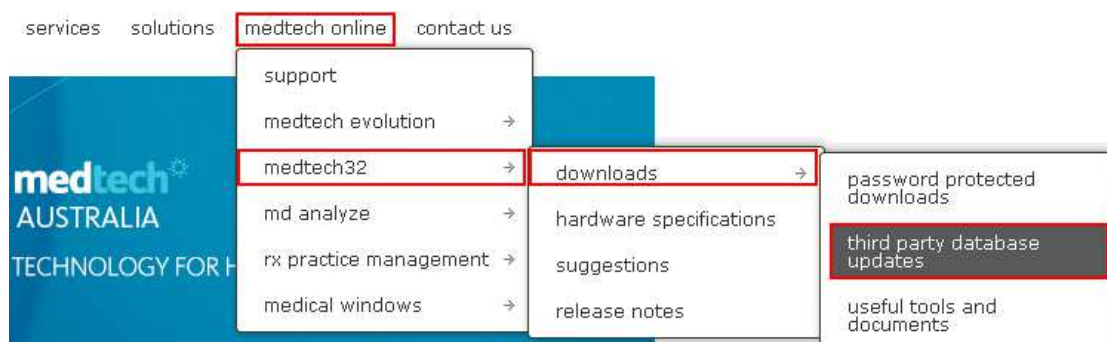 services solutions medtech online contact us
support
medtech evolution →
medtech32 →
md analyze →
rx practice management →
medical windows →
downloads →
hardware specifications
suggestions
release notes
password protected
downloads
third party database
updates
useful tools and
documents
medtech
AUSTRALIA
TECHNOLOGY FOR